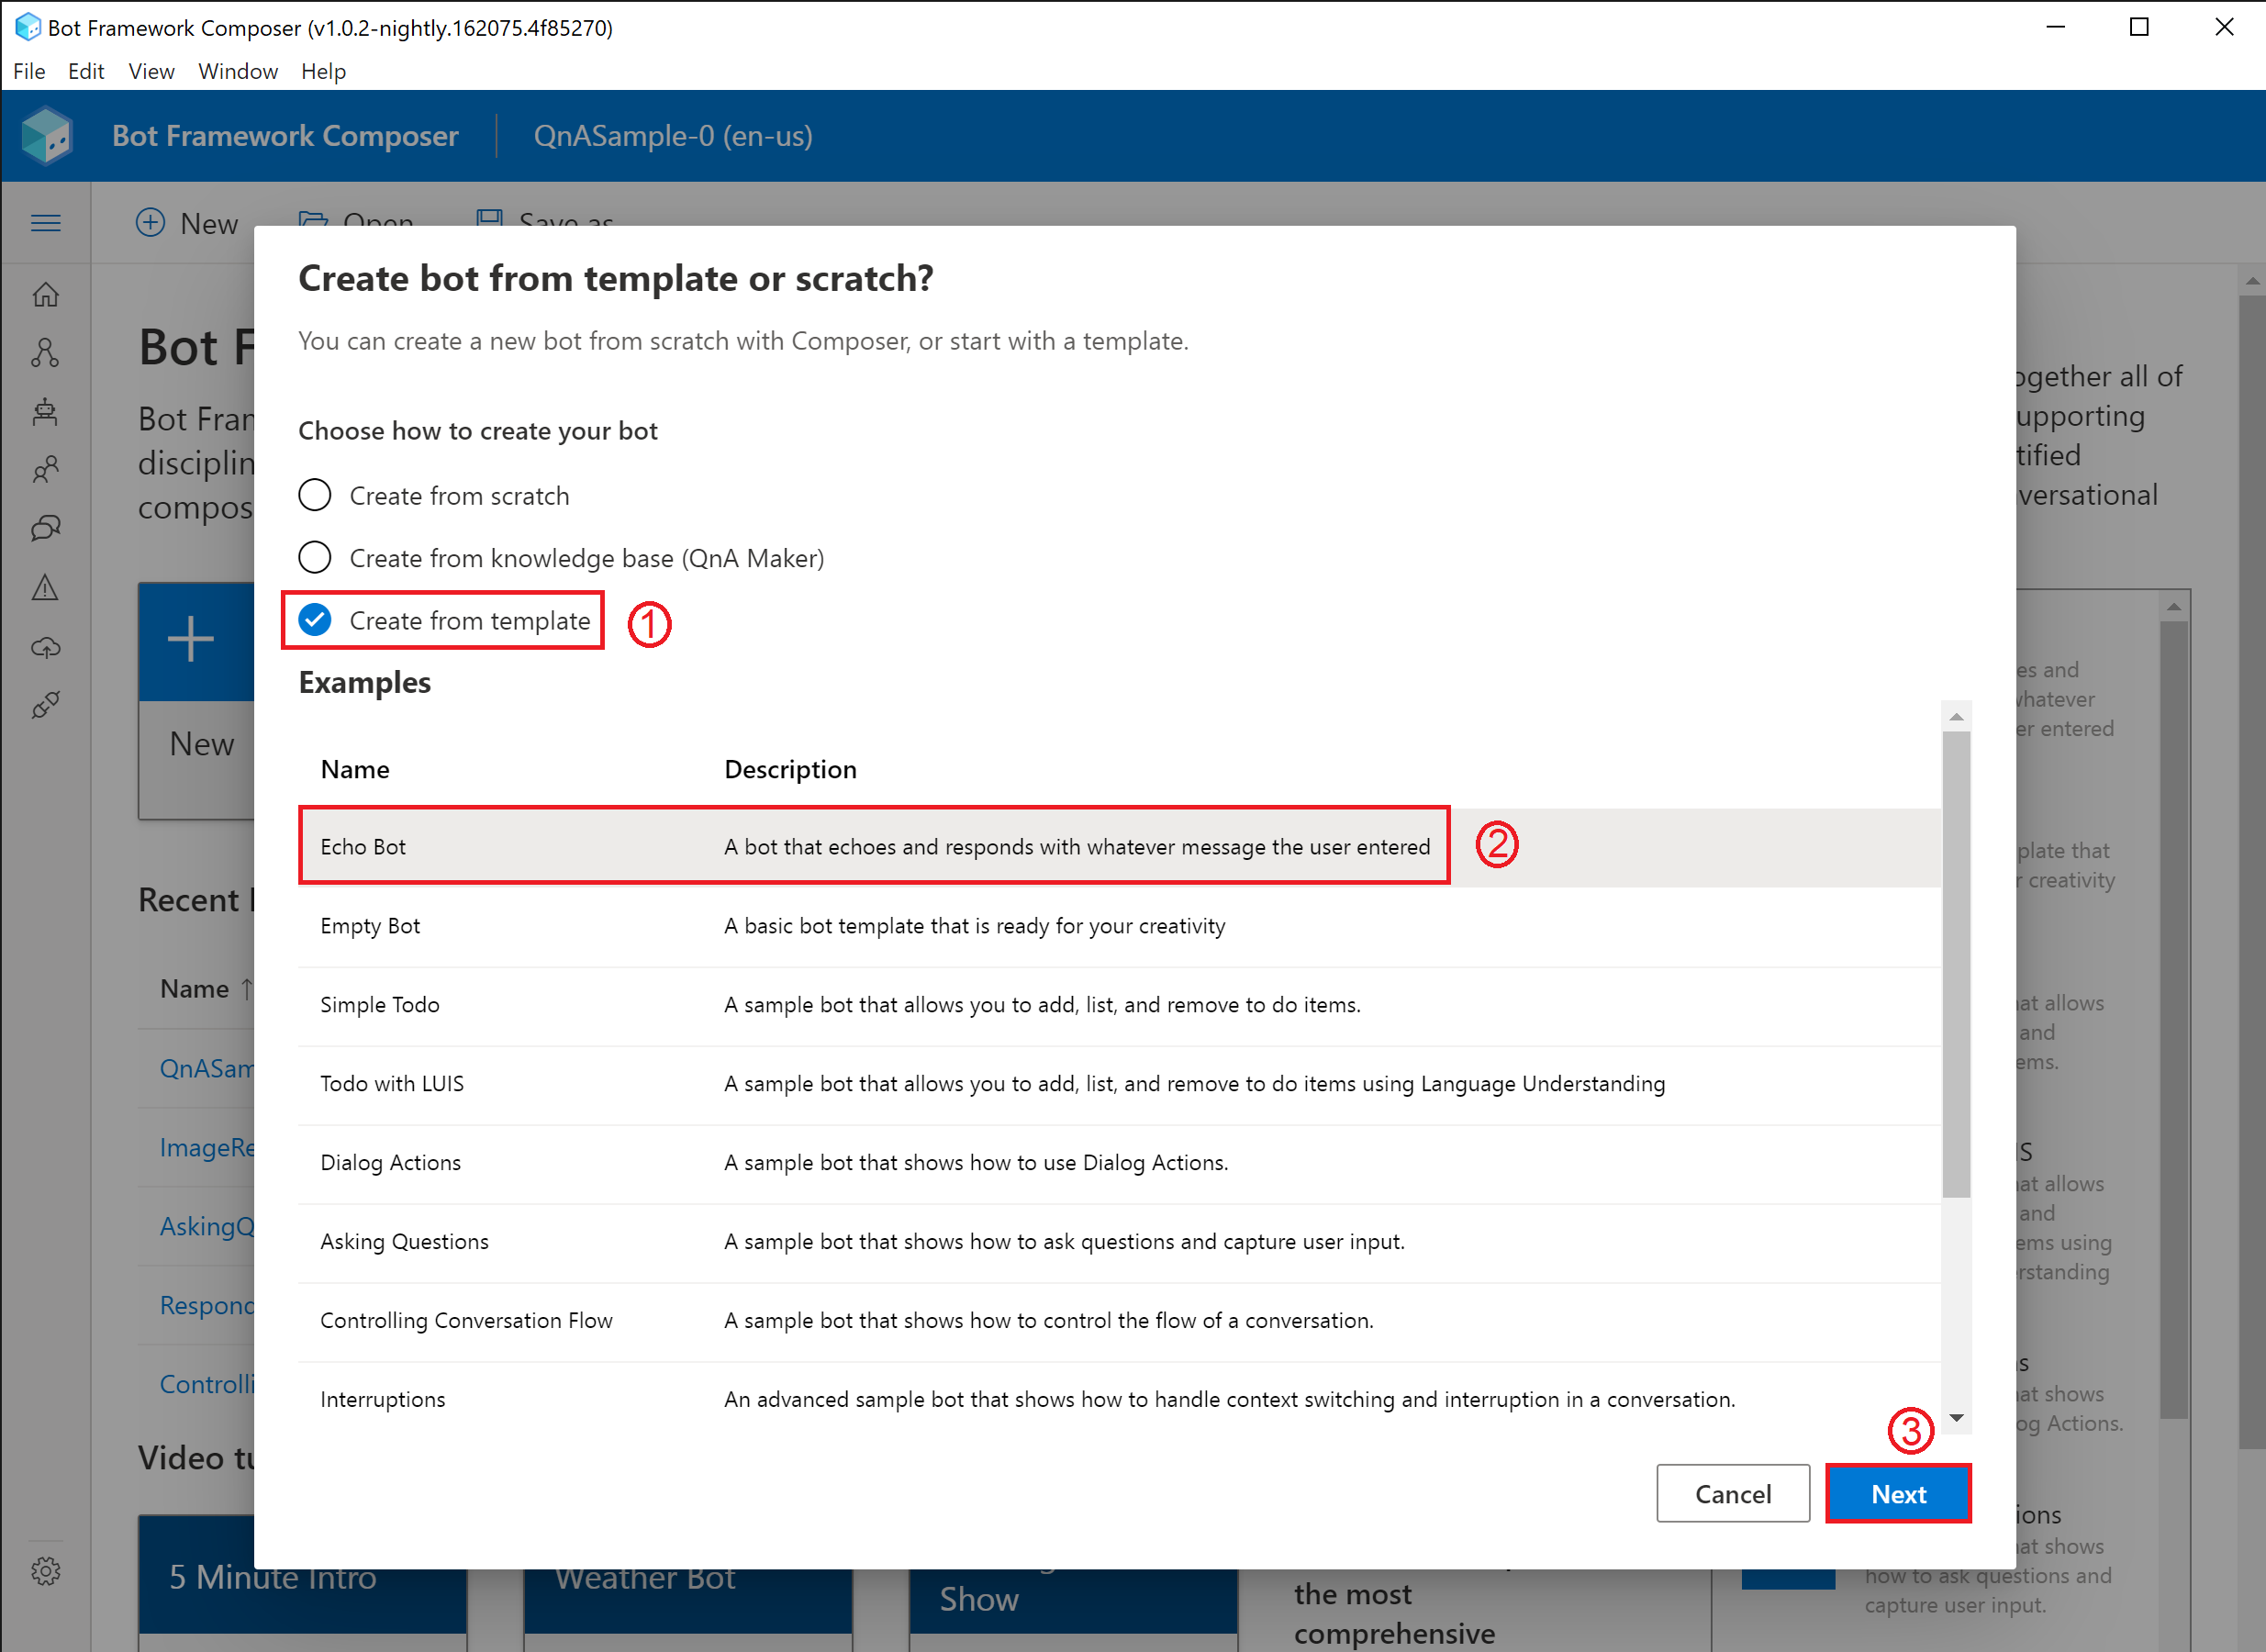 Bot Framework Composer (v1.0.2-nightly.162075.4f85270)
File Edit View Window Help
Bot Framework Composer QnASample-0 (en-us)
New Open Save as
Create bot from template or scratch?
You can create a new bot from scratch with Composer, or start with a template.
Choose how to create your bot
Create from scratch
Create from knowledge base (QnA Maker)
Create from template 1
Examples
Name Description
Echo Bot A bot that echoes and responds with whatever message the user entered 2
Empty Bot A basic bot template that is ready for your creativity
Simple Todo A sample bot that allows you to add, list, and remove to do items.
Todo with LUIS A sample bot that allows you to add, list, and remove to do items using Language Understanding
Dialog Actions A sample bot that shows how to use Dialog Actions.
Asking Questions A sample bot that shows how to ask questions and capture user input.
Controlling Conversation Flow A sample bot that shows how to control the flow of a conversation.
Interruptions An advanced sample bot that shows how to handle context switching and interruption in a conversation.
3
Cancel Next
Bot F
Bot Fran
disciplin
compos
New
Recent
Name ↑
QnASam
ImageRe
AskingQ
Respond
Controlli
Video tu
5 Minute Intro
Weather Bot
Show
the most
comprehensive
ogether all of
upporting
tified
versational
es and
whatever
er entered
plate that
r creativity
at allows
and
ems.
S
at allows
and
ems using
rstanding
s
at shows
og Actions.
ions
at shows
how to ask questions and
capture user input.